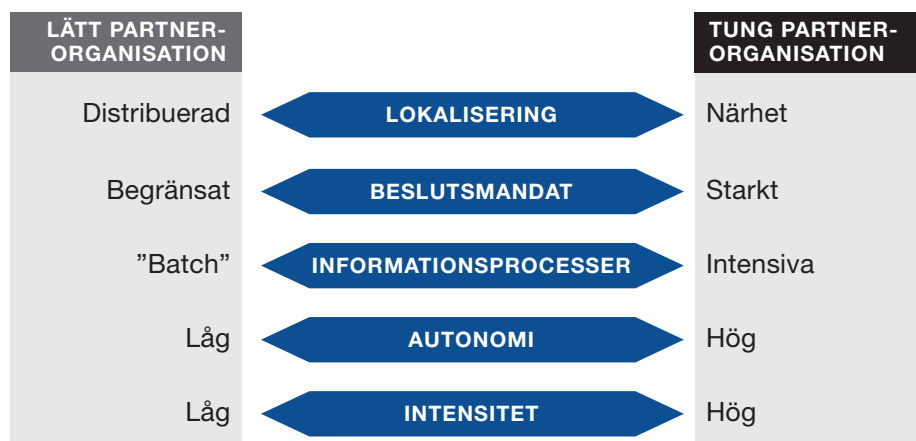 LÄTT PARTNER-
ORGANISATION
TUNG PARTNER-
ORGANISATION
Distribuerad LOKALISERING Närhet
Begränsat BESLUTSMANDAT Starkt
”Batch” INFORMATIONSPROCESSER Intensiva
Låg AUTONOMI Hög
Låg INTENSITET Hög